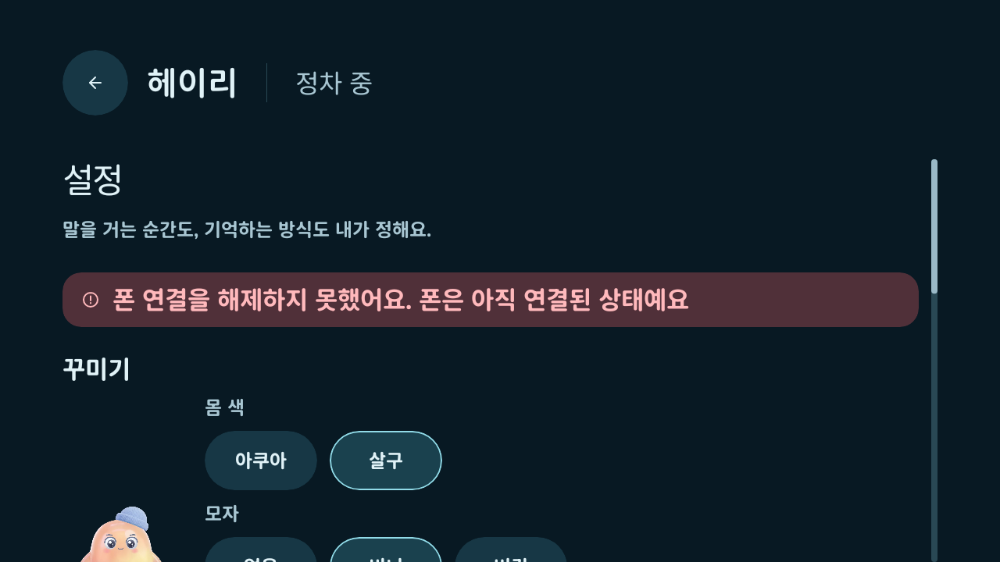 헤이리
정차 중
설정
말을 거는 순간도, 기억하는 방식도 내가 정해요.
폰 연결을 해제하지 못했어요. 폰은 아직 연결된 상태예요
꾸미기
몸 색
아쿠아
살구
모자